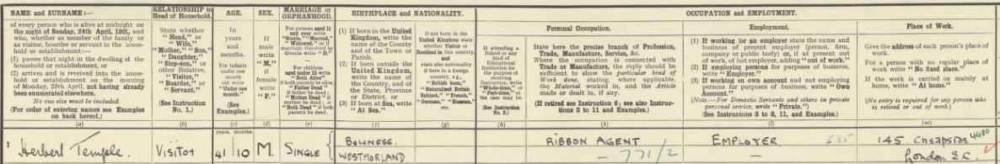 NAME and SURNAME :—
of every person who is alive at midnight on
the night of Sunday, 24th April, 1921, and
who, whether as member of the family or
as visitor, boarder or servant in the house-
hold or establishment :—
(1) passes that night in the dwelling of the
household or establishment, or
(2) arrives and is received into the house-
hold or establishment on the morning
of Monday, 25th April, not having already
been enumerated elsewhere.
No one else must be included.
(For order of entering names see Examples
on back hereof.)
(a)
RELATIONSHIP to
Head of Household.
State whether
"Head," or
"Wife,"
"Mother," "Son,"
"Daughter,"
"Step-son," or
other Relative,
"Visitor,"
"Boarder," or
"Servant."
(See Instruction
No. 1.)
(b)
AGE.
In
years
and
months.
For infants
under one
month
old write
"Under one
month."
(See
Examples.)
(c)
SEX.
If
male
write
"M,"
if
female
write
"F."
(d)
MARRIAGE or
ORPHANHOOD.
For persons aged 15
and over write
"Single," "Married,"
"Widowed," or if
marriage dissolved by
divorce write "D."
For children
aged under 15 write
"Both Alive"
if both parents be alive.
"Father Dead"
if father be dead;
"Mother Dead" if
mother be dead; or
"Both Dead" if both
parents be dead.
(e)
BIRTHPLACE and NATIONALITY.
(1) If born in the United
Kingdom, write the
name of the County
and of the Town or
Parish.
(2) If born outside the
United Kingdom,
write the name of
the Country, and of
the State, Province
or District, or
(3) If born at Sea, write
"At Sea."
(f)
If not born in the
United Kingdom state
whether Visitor or
Resident in this country,
and
state also nationality
if born in a foreign
country, e.g.,
"British born,"
"Naturalised British
Subject," "French,"
"German," "Russian,"
etc.
(g)
OCCUPATION and EMPLOYMENT.
Personal Occupation.
If attending a
School or any
kind of
Educational
Institution for
the purpose of
receiving
Instruction, write
"Whole-time," or
"Part-time," as
the case may be.
(See
Instruction
No. 2)
(h)
State here the precise branch of Profession,
Trade, Manufacture, Service, &c.
Where the occupation is connected with
Trade or Manufacture, the reply should be
sufficient to show the particular kind of
Work done, stating, where applicable,
the Material worked in, and the Article
made or dealt in, if any.
(If retired see Instruction 6; see also Instruc-
tions 3 to 11 and Examples.)
(k)
Employment.
(1) If working for an employer state the name and
business of present employer (person, firm,
company or public body) or, if at present out
of work, of last employer, adding "out of work."
(2) If employing persons for purposes of business,
write "Employer."
(3) If working on own account and not employing
persons for purposes of business, write "Own
Account."
(Note.—For Domestic Servants and others in private
personal service, write "Private.")
(See Instructions 3 to 8, 11, and Examples.)
(l)
Place of Work.
Give the address of each person's place of
work.
For a person with no regular place of
work write "No fixed place."
If the work is carried on mainly at
home, write "At home."
(No entry is required for any person who
is retired or out of work.)
(m)
years. months.
1 Herbert Temple. Visitor 41 10 M. SINGLE BOWNESS. RIBBON AGENT EMPLOYER 635 145. Cheapside 4480
WESTMORLAND — 771/2 — London E.C.